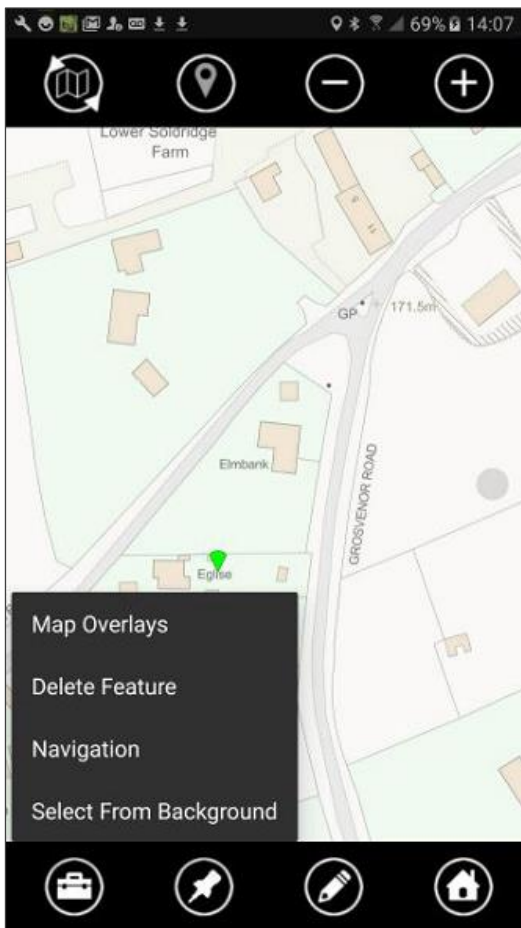 69% 14:07
Lower Soldridge
Farm
GP
171.5m
Elmbank
GROSVENOR ROAD
Eglise
Map Overlays
Delete Feature
Navigation
Select From Background